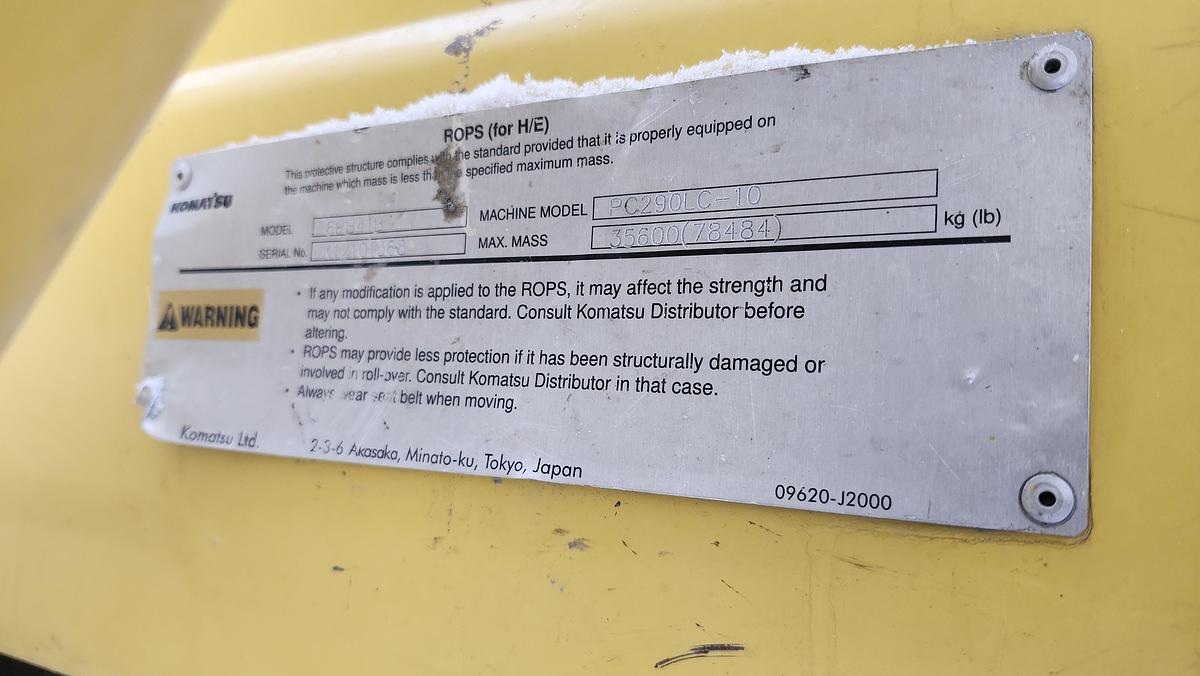 ROPS (for H/E)
This protective structure complies with the standard provided that it is properly equipped on
the machine which mass is less than the specified maximum mass.
KOMATSU
MODEL
MACHINE MODEL PC290LC-10
SERIAL No.
MAX. MASS 35600(78484) kg (lb)
WARNING
• If any modification is applied to the ROPS, it may affect the strength and
may not comply with the standard. Consult Komatsu Distributor before
altering.
• ROPS may provide less protection if it has been structurally damaged or
involved in roll-over. Consult Komatsu Distributor in that case.
• Always wear seat belt when moving.
Komatsu Ltd.
2-3-6 Akasaka, Minato-ku, Tokyo, Japan
09620-J2000